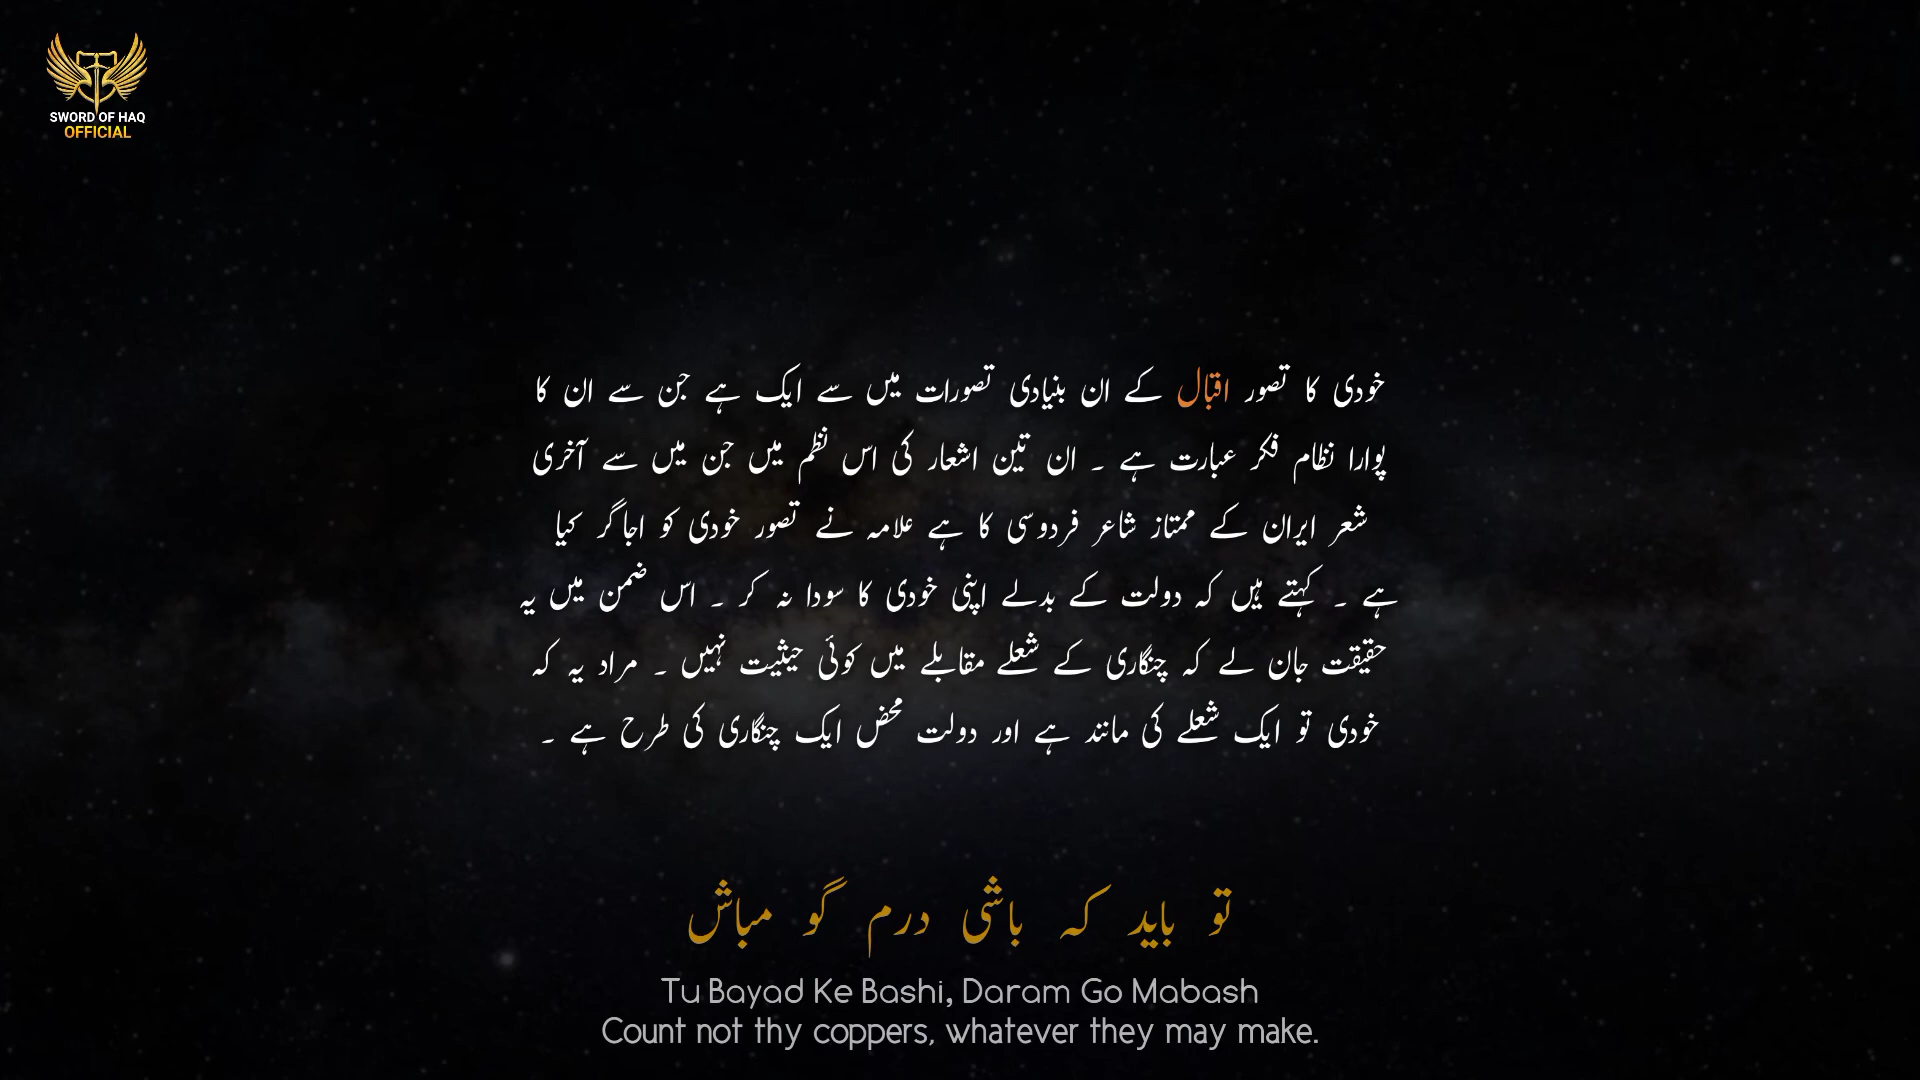 SWORD OF HAQ
OFFICIAL
خودی کا تصور اقبال کے ان بنیادی تصورات میں سے ایک ہے جن سے ان کا
پوارا نظام فکر عبارت ہے ۔ ان تین اشعار کی اس نظم میں جن میں سے آخری
شعر ایران کے ممتاز شاعر فردوسی کا ہے علامہ نے تصور خودی کو اجاگر کیا
ہے ۔ کہتے ہیں کہ دولت کے بدلے اپنی خودی کا سودا نہ کر ۔ اس ضمن میں یہ
حقیقت جان لے کہ چنگاری کے شعلے مقابلے میں کوئی حیثیت نہیں ۔ مراد یہ کہ
خودی تو ایک شعلے کی مانند ہے اور دولت محض ایک چنگاری کی طرح ہے ۔
تو باید کہ باشی درم گو مباش
Tu Bayad Ke Bashi, Daram Go Mabash
Count not thy coppers, whatever they may make.